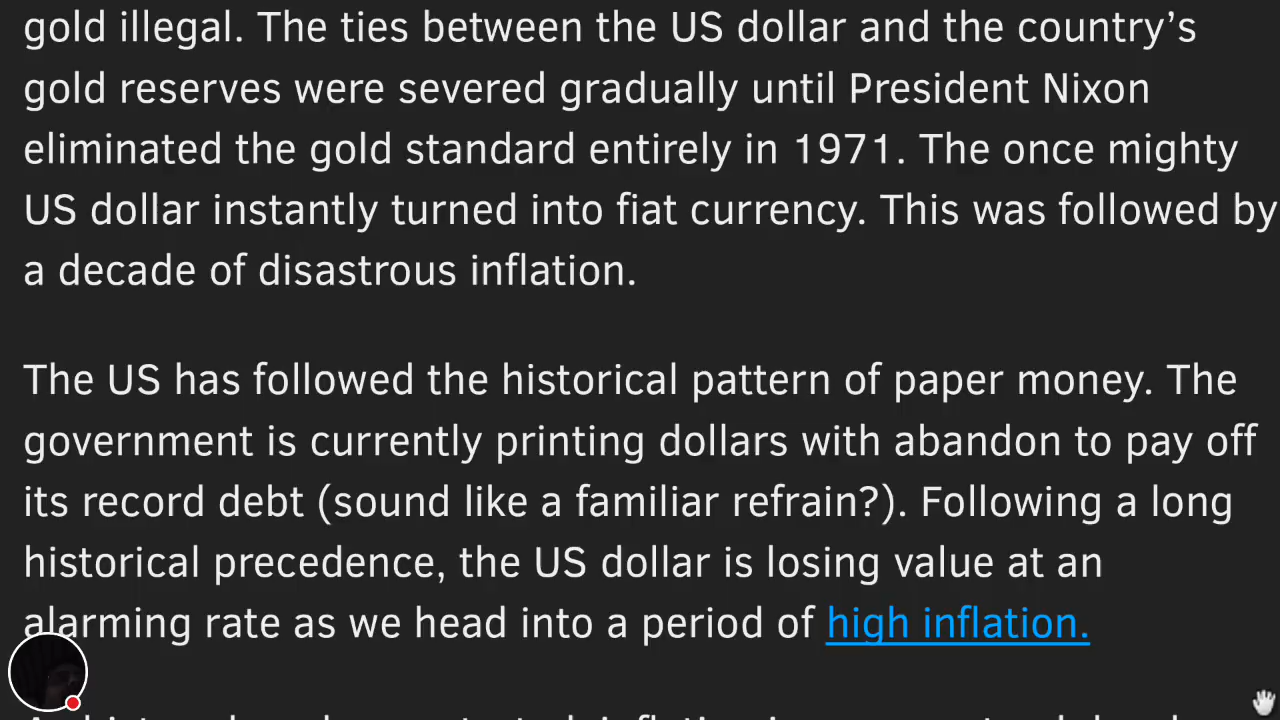 gold illegal. The ties between the US dollar and the country’s
gold reserves were severed gradually until President Nixon
eliminated the gold standard entirely in 1971. The once mighty
US dollar instantly turned into fiat currency. This was followed by
a decade of disastrous inflation.
The US has followed the historical pattern of paper money. The
government is currently printing dollars with abandon to pay off
its record debt (sound like a familiar refrain?). Following a long
historical precedence, the US dollar is losing value at an
alarming rate as we head into a period of high inflation.